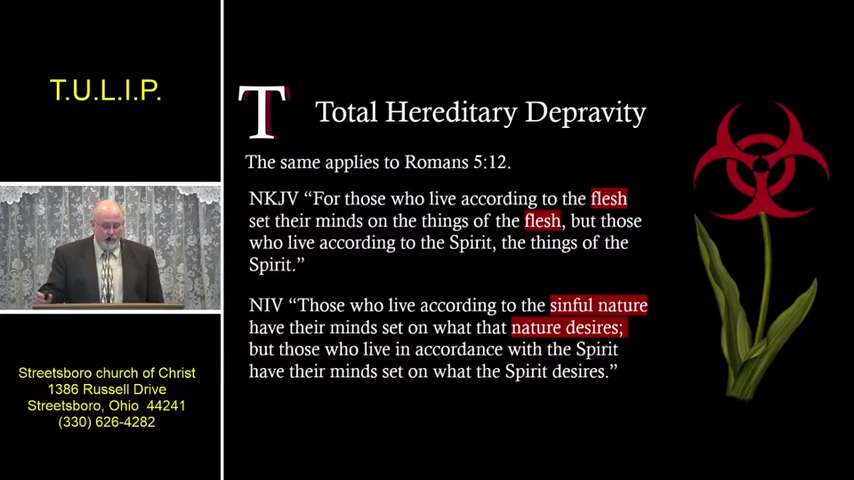 T.U.L.I.P.
T Total Hereditary Depravity
The same applies to Romans 5:12.
NKJV “For those who live according to the flesh
set their minds on the things of the flesh, but those
who live according to the Spirit, the things of the
Spirit.”
NIV “Those who live according to the sinful nature
have their minds set on what that nature desires;
but those who live in accordance with the Spirit
have their minds set on what the Spirit desires.”
Streetsboro church of Christ
1386 Russell Drive
Streetsboro, Ohio 44241
(330) 626-4282